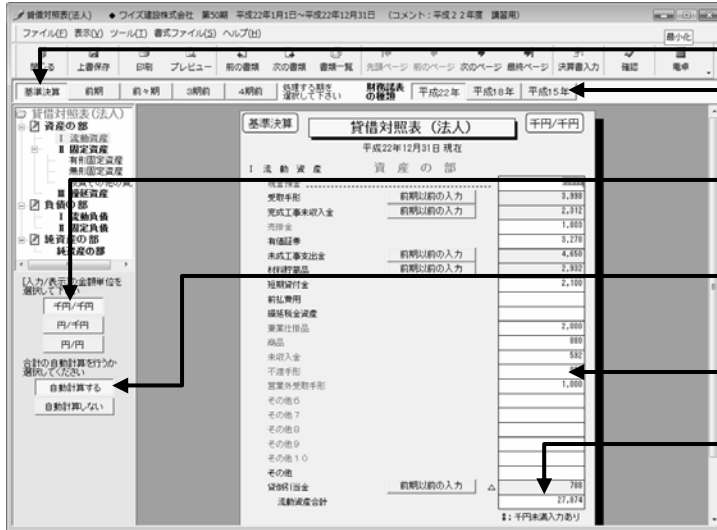 貸借対照表(法人) ◆ ワイズ建設株式会社 第50期 平成22年1月1日～平成22年12月31日 (コメント:平成22年度 講習用)
ファイル(F) 表示(V) ツール(T) 書式ファイル(S) ヘルプ(H)
最小化
閉じる 上書保存 印刷 プレビュー 前の書類 次の書類 書類一覧 先頭ページ 前のページ 次のページ 最終ページ 決算書入力 確認 電卓
基準決算 前期 前々期 3期前 4期前 処理する期を 選択して下さい 財務諸表 の種類 平成22年 平成18年 平成15年
貸借対照表(法人)
資産の部
I 流動資産
II 固定資産
有形固定資産
無形固定資産
投資その他の資
III 繰延資産
負債の部
I 流動負債
II 固定負債
純資産の部
純資産の部
[入力/表示]の金額単位を
選択して下さい
千円/千円
円/千円
円/円
合計の自動計算を行うか
選択してください
自動計算する
自動計算しない
基準決算 貸借対照表 (法人) 千円/千円
平成22年12月31日 現在
I 流動資産 資産の部
現金預金
受取手形 前期以前の入力 3,998
完成工事未収入金 前期以前の入力 2,312
売掛金 1,803
有価証券 3,278
未成工事支出金 前期以前の入力 4,650
材料貯蔵品 前期以前の入力 2,932
短期貸付金 2,100
前払費用
繰延税金資産
兼業仕掛品 2,000
商品 880
未収入金 592
不渡手形
営業外受取手形 1,000
その他6
その他7
その他8
その他9
その他10
その他
貸倒引当金 前期以前の入力 △ 788
流動資産合計 27,874
‡:千円未満入力あり